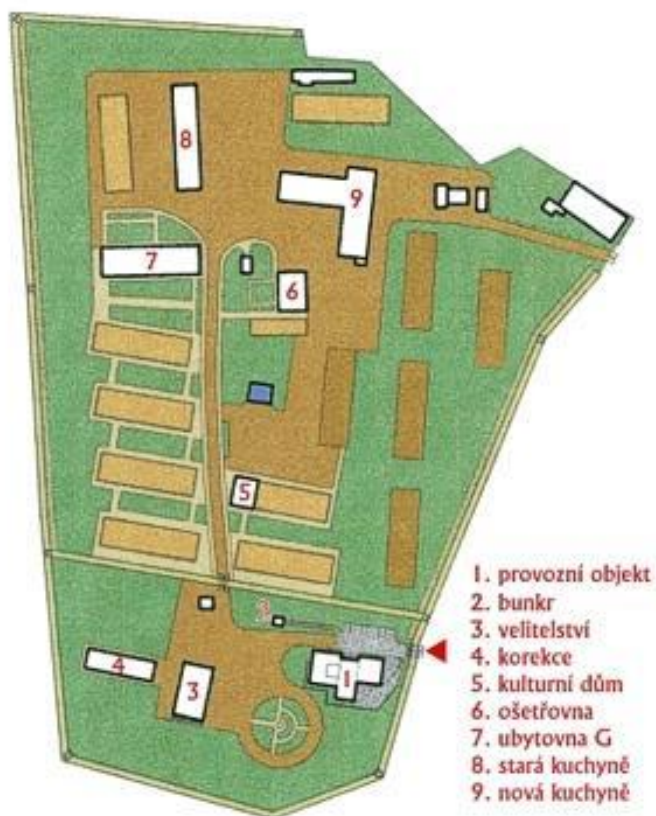 8
9
7
6
5
2
4
3
1
1. provozní objekt
2. bunkr
3. velitelství
4. korekce
5. kulturní dům
6. ošetřovna
7. ubytovna G
8. stará kuchyně
9. nová kuchyně